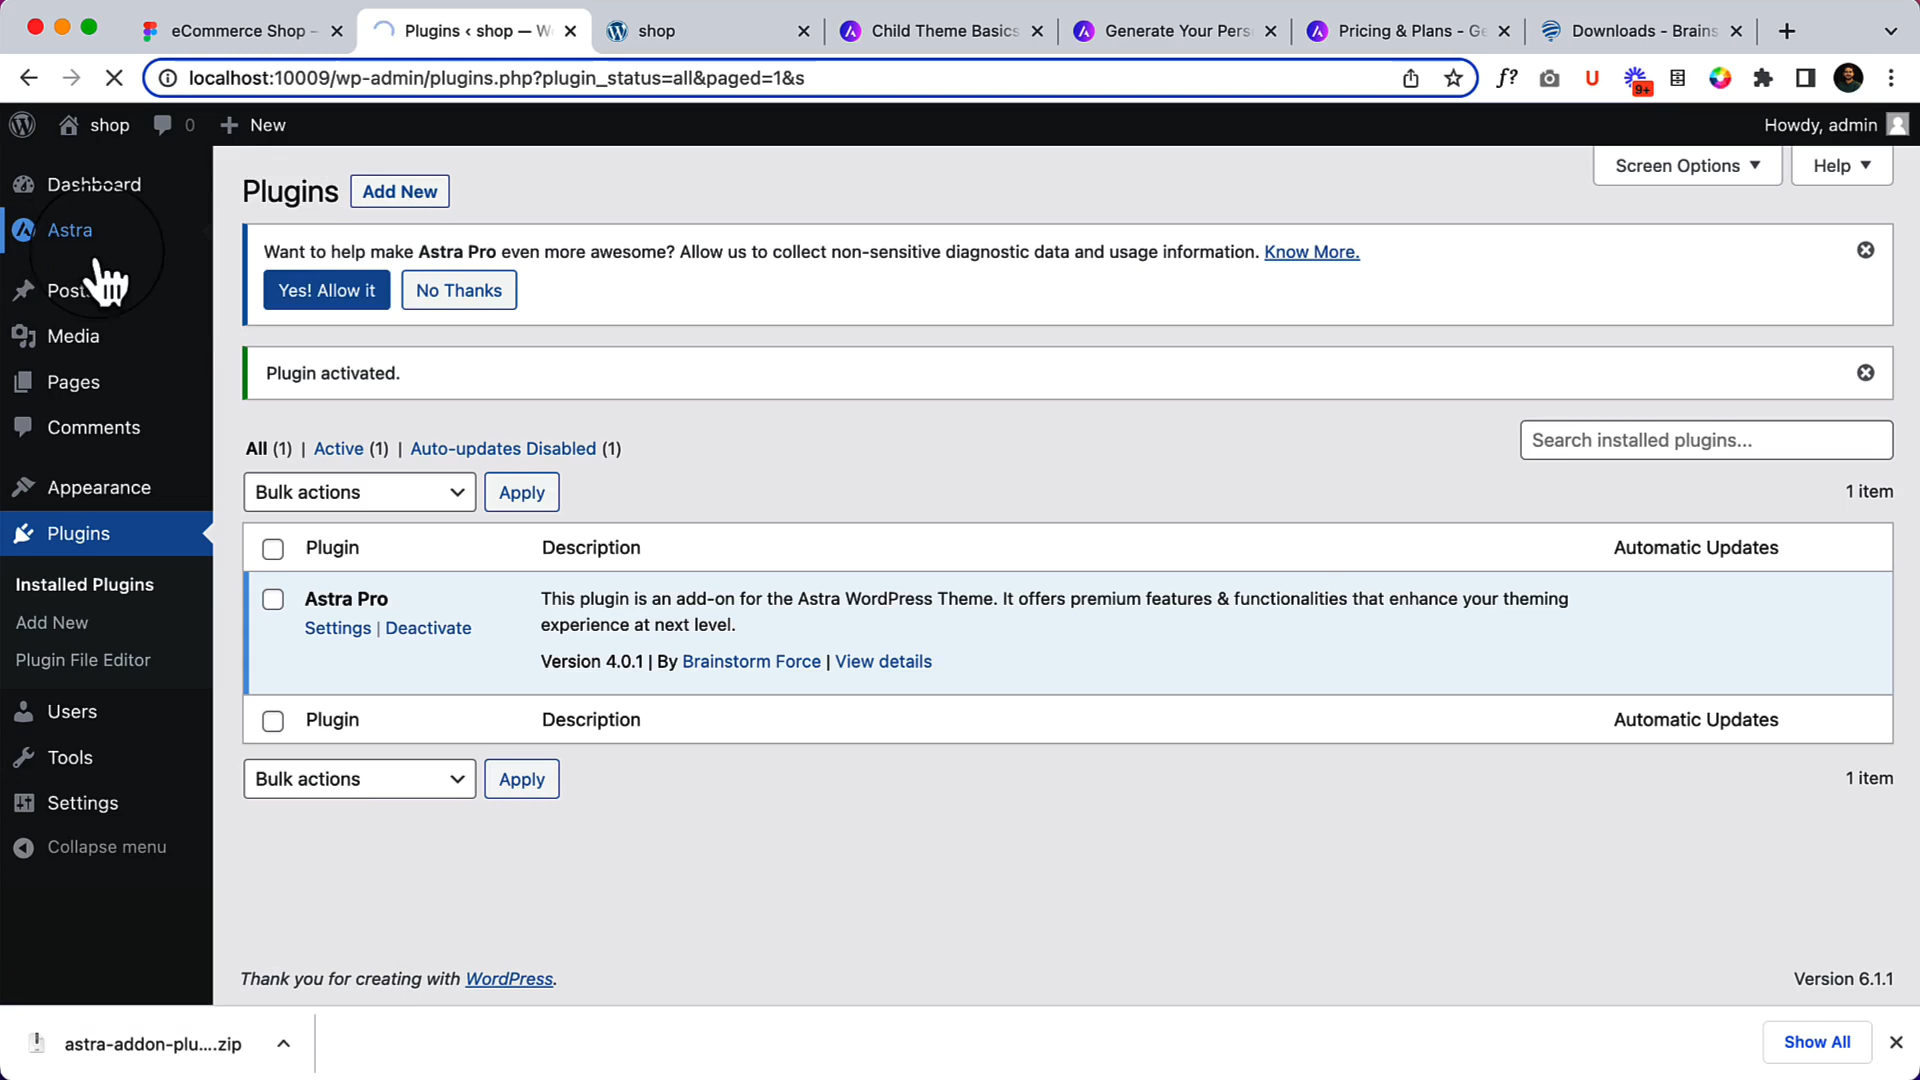 eCommerce Shop -
Plugins ‹ shop — W
shop
Child Theme Basics
Generate Your Pers
Pricing & Plans - Ge
Downloads - Brains
localhost:10009/wp-admin/plugins.php?plugin_status=all&paged=1&s
f?
U
9+
shop
0
New
Howdy, admin
Dashboard
Astra
Media
Pages
Comments
Appearance
Plugins
Installed Plugins
Add New
Plugin File Editor
Users
Tools
Settings
Collapse menu
Screen Options
Help
Plugins
Add New
Want to help make Astra Pro even more awesome? Allow us to collect non-sensitive diagnostic data and usage information. Know More.
Yes! Allow it
No Thanks
Plugin activated.
All (1) | Active (1) | Auto-updates Disabled (1)
Search installed plugins...
Bulk actions
Apply
1 item
Plugin
Description
Automatic Updates
Astra Pro
Settings | Deactivate
This plugin is an add-on for the Astra WordPress Theme. It offers premium features & functionalities that enhance your theming
experience at next level.
Version 4.0.1 | By Brainstorm Force | View details
Plugin
Description
Automatic Updates
Bulk actions
Apply
1 item
Thank you for creating with WordPress.
Version 6.1.1
astra-addon-plu....zip
Show All